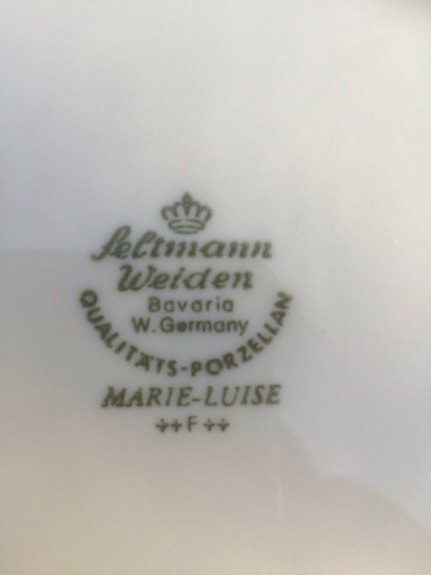 Seltmann
Weiden
Bavaria
W. Germany
QUALITÄTS-PORZELLAN
MARIE-LUISE
F